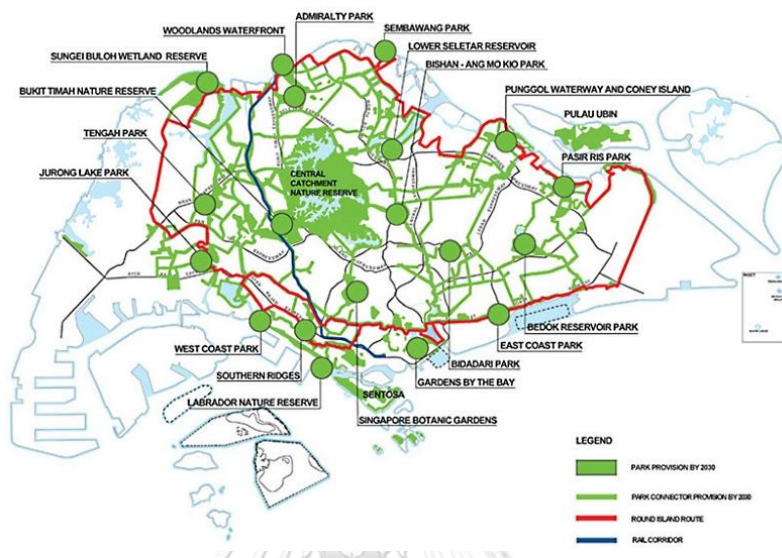 ADMIRALTY PARK
WOODLANDS WATERFRONT
SEMBAWANG PARK
SUNGEI BULOH WETLAND RESERVE
LOWER SELETAR RESERVOIR
BISHAN - ANG MO KIO PARK
BUKIT TIMAH NATURE RESERVE
PUNGGOL WATERWAY AND CONEY ISLAND
PULAU UBIN
TENGAH PARK
PASIR RIS PARK
JURONG LAKE PARK
CENTRAL
CATCHMENT
NATURE RESERVE
BEDOK RESERVOIR PARK
WEST COAST PARK
EAST COAST PARK
BIDADARI PARK
SOUTHERN RIDGES
GARDENS BY THE BAY
LABRADOR NATURE RESERVE
SENTOSA
SINGAPORE BOTANIC GARDENS
LEGEND
PARK PROVISION BY 2030
PARK CONNECTOR PROVISION BY 2030
ROUND ISLAND ROUTE
RAIL CORRIDOR